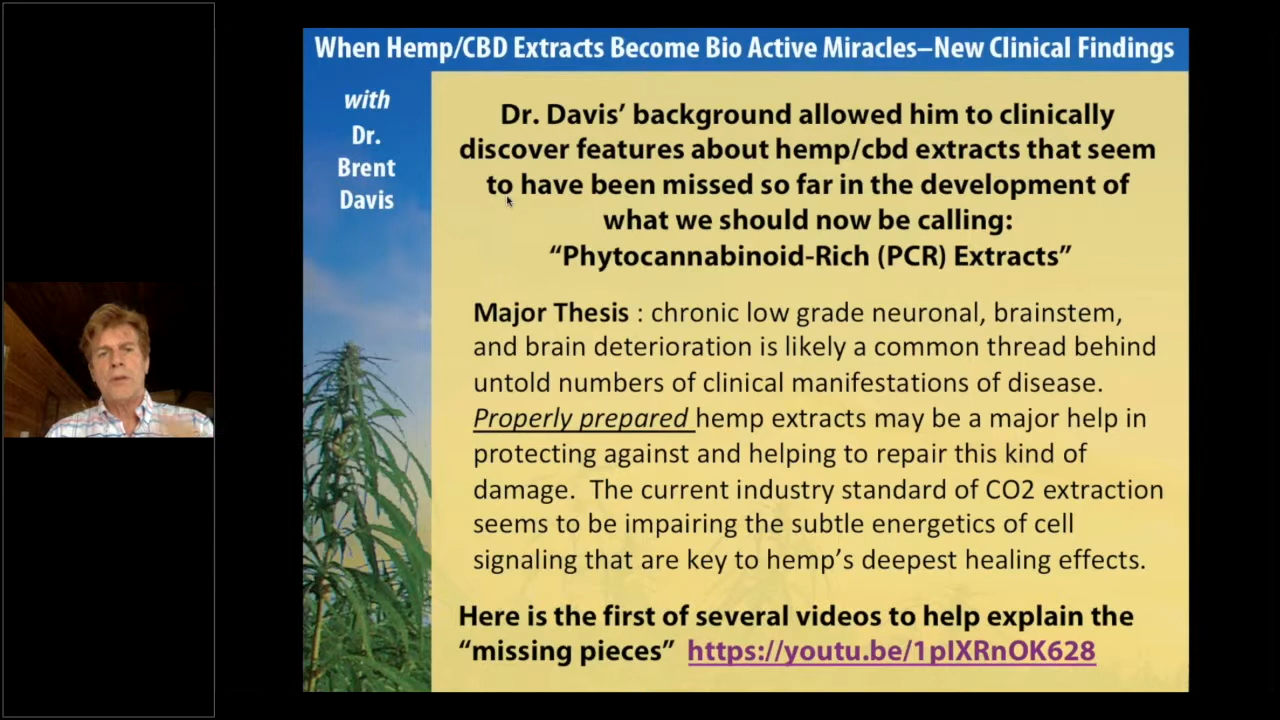 When Hemp/CBD Extracts Become Bio Active Miracles–New Clinical Findings
with
Dr.
Brent
Davis
Dr. Davis’ background allowed him to clinically
discover features about hemp/cbd extracts that seem
to have been missed so far in the development of
what we should now be calling:
“Phytocannabinoid-Rich (PCR) Extracts”
Major Thesis : chronic low grade neuronal, brainstem,
and brain deterioration is likely a common thread behind
untold numbers of clinical manifestations of disease.
Properly prepared hemp extracts may be a major help in
protecting against and helping to repair this kind of
damage.  The current industry standard of CO2 extraction
seems to be impairing the subtle energetics of cell
signaling that are key to hemp’s deepest healing effects.
Here is the first of several videos to help explain the
“missing pieces”  https://youtu.be/1pIXRnOK628